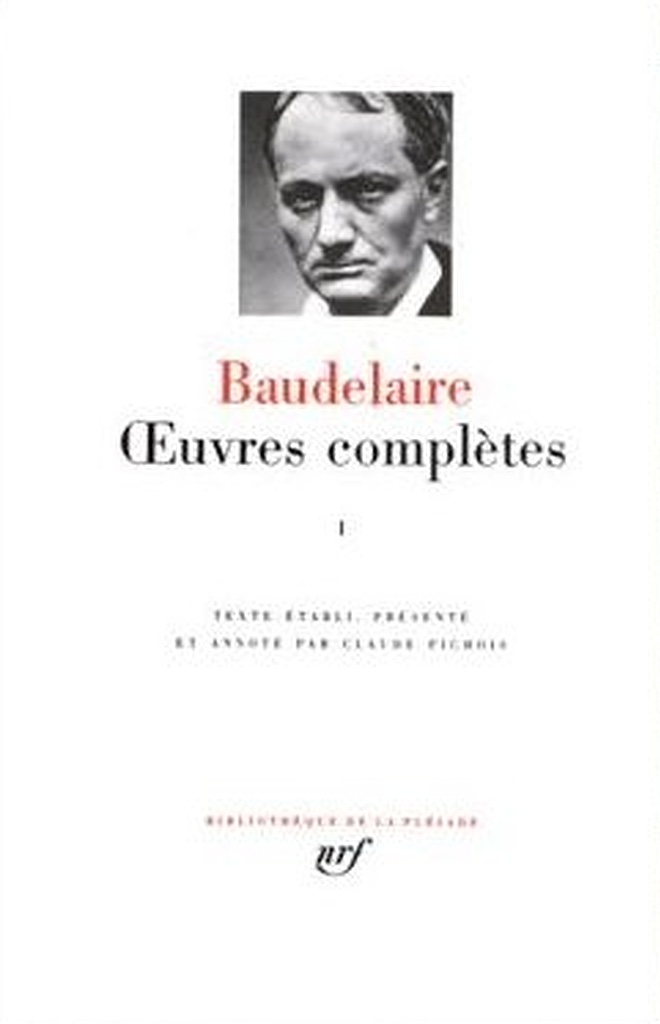 Baudelaire
Œuvres complètes
I
TEXTE ÉTABLI, PRÉSENTÉ
ET ANNOTÉ PAR CLAUDE PICHOIS
BIBLIOTHÈQUE DE LA PLÉIADE
nrf